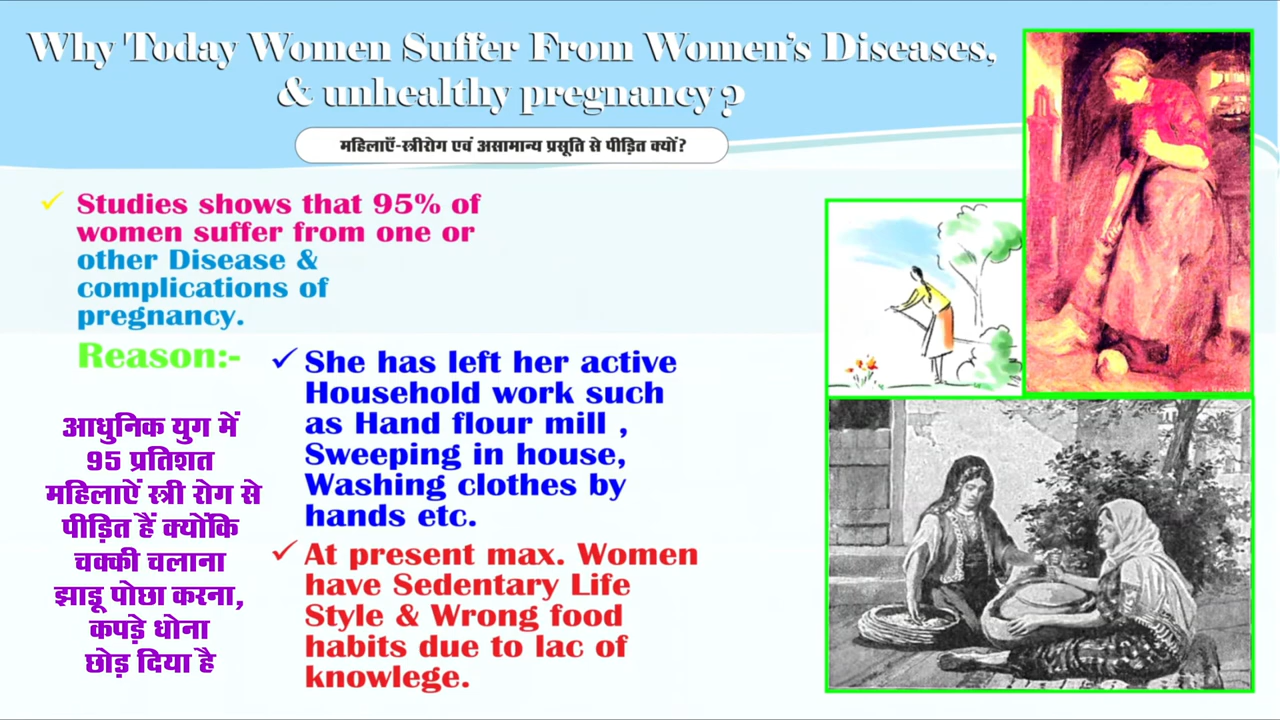 Why Today Women Suffer From Women's Diseases,
& unhealthy pregnancy ?
महिलाएँ-स्त्रीरोग एवं असामान्य प्रसूति से पीड़ित क्यों?
Studies shows that 95% of
women suffer from one or
other Disease &
complications of
pregnancy.
Reason:-
She has left her active
Household work such
as Hand flour mill ,
Sweeping in house,
Washing clothes by
hands etc.
At present max. Women
have Sedentary Life
Style & Wrong food
habits due to lac of
knowlege.
आधुनिक युग में
95 प्रतिशत
महिलाऐं स्त्री रोग से
पीड़ित हैं क्योंकि
चक्की चलाना
झाडू पोछा करना,
कपड़े धोना
छोड़ दिया है